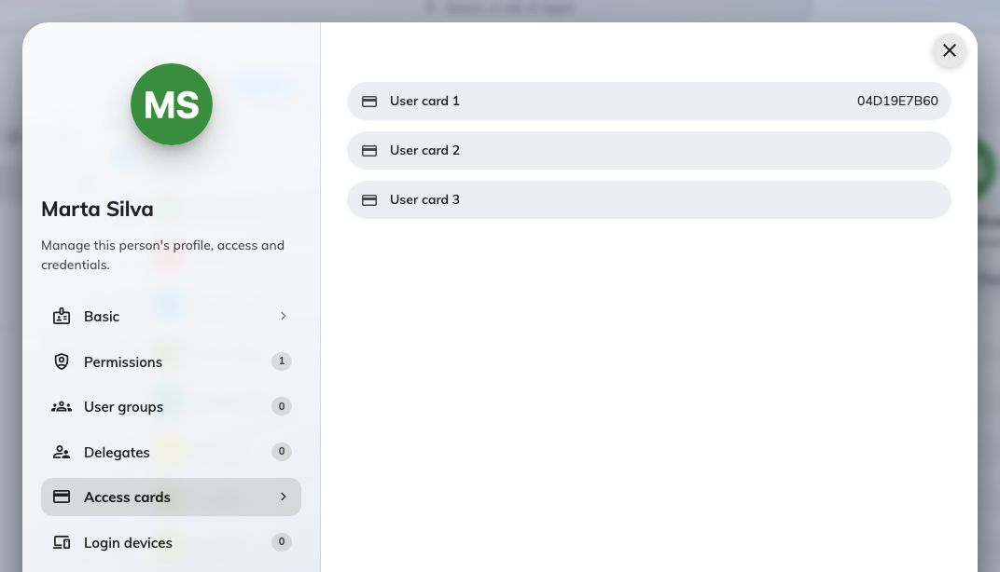 MS
Marta Silva
Manage this person's profile, access and
credentials.
Basic
Permissions 1
User groups 0
Delegates 0
Access cards
Login devices 0
User card 1 04D19E7B60
User card 2
User card 3